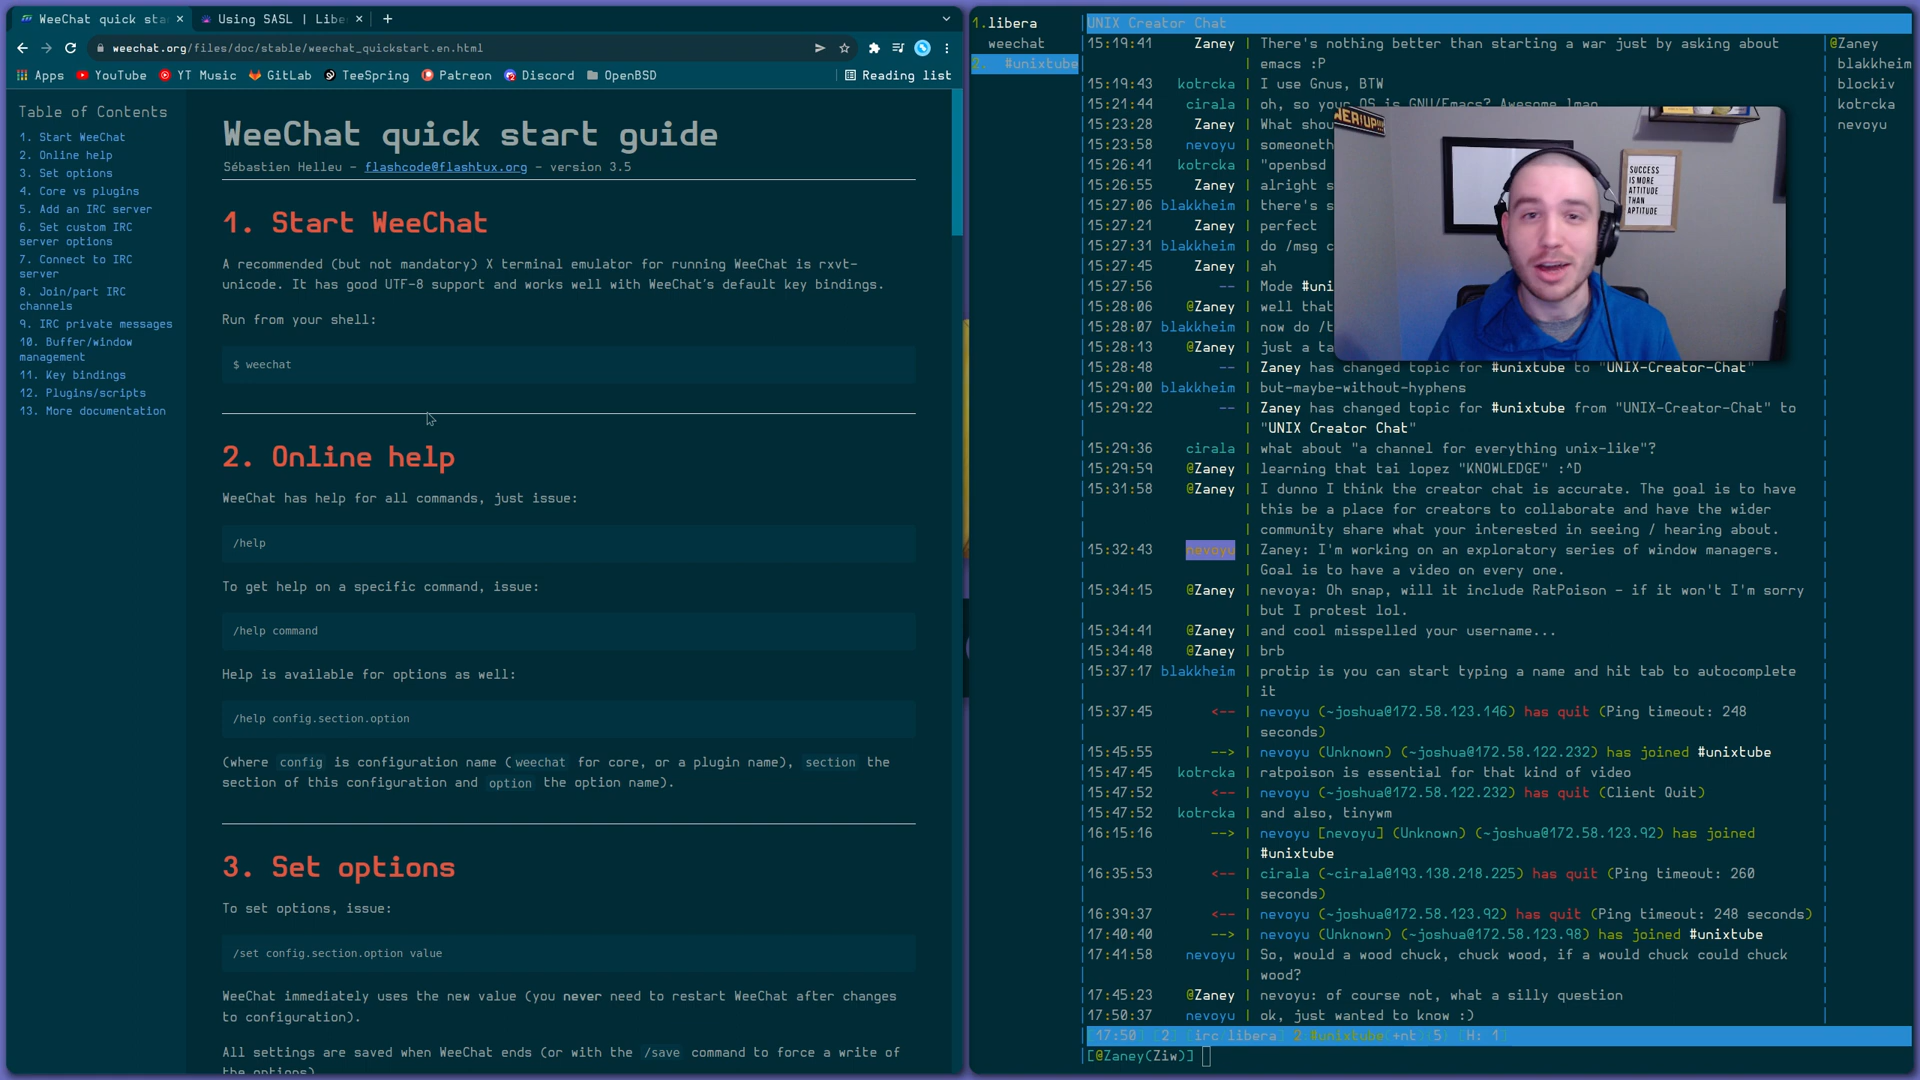 WeeChat quick sta
Using SASL | Libe
weechat.org/files/doc/stable/weechat_quickstart.en.html
Apps YouTube YT Music GitLab TeeSpring Patreon Discord OpenBSD Reading list
Table of Contents
1. Start WeeChat
2. Online help
3. Set options
4. Core vs plugins
5. Add an IRC server
6. Set custom IRC
server options
7. Connect to IRC
server
8. Join/part IRC
channels
9. IRC private messages
10. Buffer/window
management
11. Key bindings
12. Plugins/scripts
13. More documentation
WeeChat quick start guide
Sébastien Helleu - flashcode@flashtux.org - version 3.5
1. Start WeeChat
A recommended (but not mandatory) X terminal emulator for running WeeChat is rxvt-
unicode. It has good UTF-8 support and works well with WeeChat's default key bindings.
Run from your shell:
$ weechat
2. Online help
WeeChat has help for all commands, just issue:
/help
To get help on a specific command, issue:
/help command
Help is available for options as well:
/help config.section.option
(where config is configuration name (weechat for core, or a plugin name), section the
section of this configuration and option the option name).
3. Set options
To set options, issue:
/set config.section.option value
WeeChat immediately uses the new value (you never need to restart WeeChat after changes
to configuration).
All settings are saved when WeeChat ends (or with the /save command to force a write of
the options)
1.libera
weechat
2. #unixtube
UNIX Creator Chat
15:19:41 Zaney | There's nothing better than starting a war just by asking about
| emacs :P
15:19:43 kotrcka | I use Gnus, BTW
15:21:44 cirala | oh, so your OS is GNU/Emacs? Awesome lmao
15:23:28 Zaney | What shou
15:23:58 nevoyu | someoneth
15:26:41 kotrcka | "openbsd
15:26:55 Zaney | alright s
15:27:06 blakkheim | there's s
15:27:21 Zaney | perfect
15:27:31 blakkheim | do /msg c
15:27:45 Zaney | ah
15:27:56 -- | Mode #uni
15:28:06 @Zaney | well that
15:28:07 blakkheim | now do /t
15:28:13 @Zaney | just a ta
15:28:48 -- | Zaney has changed topic for #unixtube to "UNIX-Creator-Chat"
15:29:00 blakkheim | but-maybe-without-hyphens
15:29:22 -- | Zaney has changed topic for #unixtube from "UNIX-Creator-Chat" to
| "UNIX Creator Chat"
15:29:36 cirala | what about "a channel for everything unix-like"?
15:29:59 @Zaney | learning that tai lopez "KNOWLEDGE" :^D
15:31:58 @Zaney | I dunno I think the creator chat is accurate. The goal is to have
| this be a place for creators to collaborate and have the wider
| community share what your interested in seeing / hearing about.
15:32:43 nevoyu | Zaney: I'm working on an exploratory series of window managers.
| Goal is to have a video on every one.
15:34:15 @Zaney | nevoya: Oh snap, will it include RatPoison - if it won't I'm sorry
| but I protest lol.
15:34:41 @Zaney | and cool misspelled your username...
15:34:48 @Zaney | brb
15:37:17 blakkheim | protip is you can start typing a name and hit tab to autocomplete
| it
15:37:45 <-- | nevoyu (~joshua@172.58.123.146) has quit (Ping timeout: 248
| seconds)
15:45:55 --> | nevoyu (Unknown) (~joshua@172.58.122.232) has joined #unixtube
15:47:45 kotrcka | ratpoison is essential for that kind of video
15:47:52 <-- | nevoyu (~joshua@172.58.122.232) has quit (Client Quit)
15:47:52 kotrcka | and also, tinywm
16:15:16 --> | nevoyu [nevoyu] (Unknown) (~joshua@172.58.123.92) has joined
| #unixtube
16:35:53 <-- | cirala (~cirala@193.138.218.225) has quit (Ping timeout: 260
| seconds)
16:39:37 <-- | nevoyu (~joshua@172.58.123.92) has quit (Ping timeout: 248 seconds)
17:40:40 --> | nevoyu (Unknown) (~joshua@172.58.123.98) has joined #unixtube
17:41:58 nevoyu | So, would a wood chuck, chuck wood, if a would chuck could chuck
| wood?
17:45:23 @Zaney | nevoyu: of course not, what a silly question
17:50:37 nevoyu | ok, just wanted to know :)
[17:50] [2] [irc/libera] 2:#unixtube(+nt){5} [H: 1]
[@Zaney(Ziw)]
@Zaney
blakkheim
blockiv
kotrcka
nevoyu
SUCCESS
IS MORE
ATTITUDE
THAN
APTITUDE